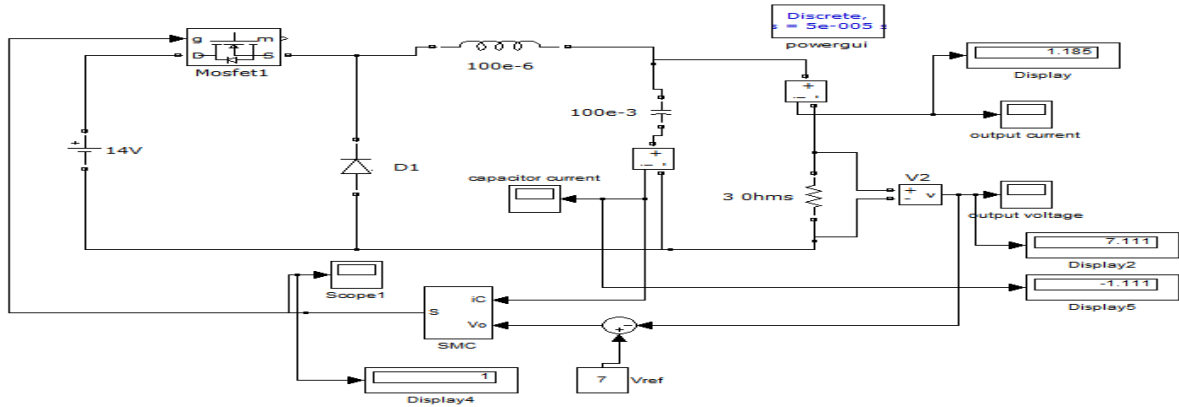 Discrete,
s = 5e-005 s
powergui
g
m
D
S
Mosfet1
100e-6
1.185
Display
+
i
-
100e-3
output current
+
14V
D1
+
i
-
capacitor current
3 Ohms
V2
+
-
v
output voltage
7.111
Display2
-1.111
Display5
Scope1
S
iC
Vo
SMC
-
+
7
Vref
1
Display4